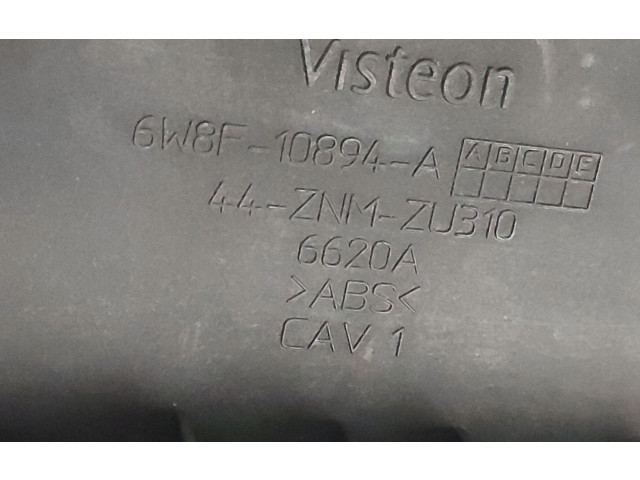 Visteon
6W8F-10894-A A B C D E
44-ZNM-ZU310
6620A
>ABS<
CAV 1